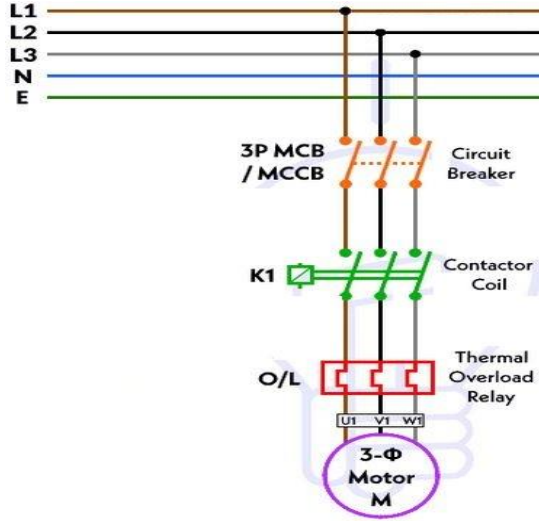 L1
L2
L3
N
E
3P MCB
/ MCCB
Circuit
Breaker
K1
Contactor
Coil
O/L
Thermal
Overload
Relay
U1 V1 W1
3-Φ
Motor
M